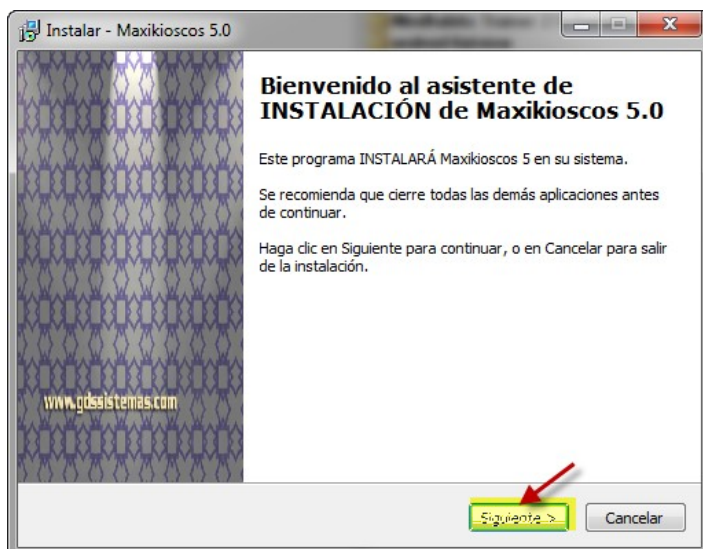 Instalar - Maxikioscos 5.0
Bienvenido al asistente de
INSTALACIÓN de Maxikioscos 5.0
Este programa INSTALARÁ Maxikioscos 5 en su sistema.
Se recomienda que cierre todas las demás aplicaciones antes
de continuar.
Haga clic en Siguiente para continuar, o en Cancelar para salir
de la instalación.
www.gdssistemas.com
Siguiente >
Cancelar